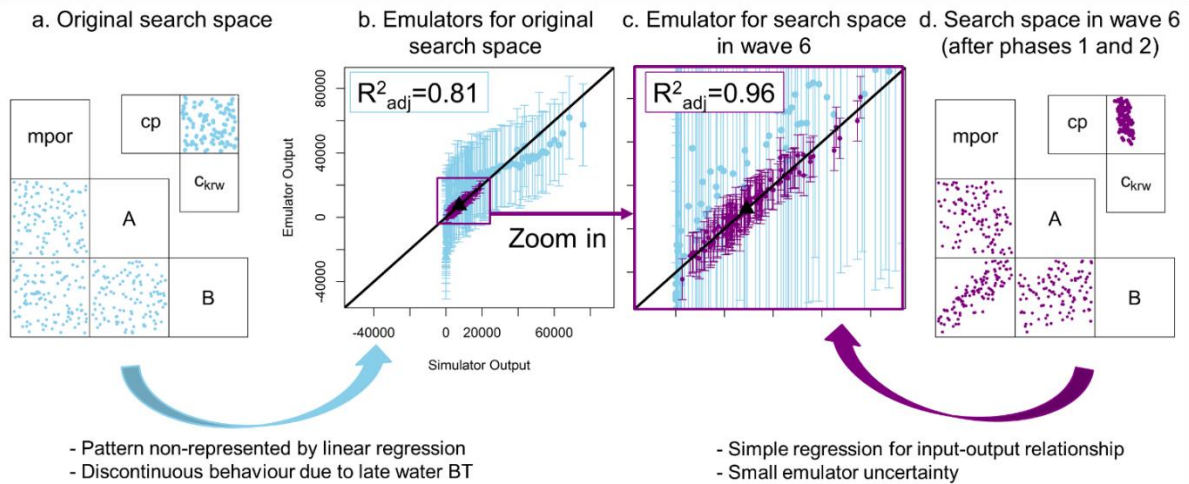 a. Original search space
b. Emulators for original
search space
c. Emulator for search space
in wave 6
d. Search space in wave 6
(after phases 1 and 2)
mpor
cp
c_krw
A
B
R²adj=0.81
Emulator Output
80000
40000
0
-40000
-40000 0 20000 60000
Simulator Output
Zoom in
R²adj=0.96
mpor
cp
c_krw
A
B
- Pattern non-represented by linear regression
- Discontinuous behaviour due to late water BT
- Simple regression for input-output relationship
- Small emulator uncertainty